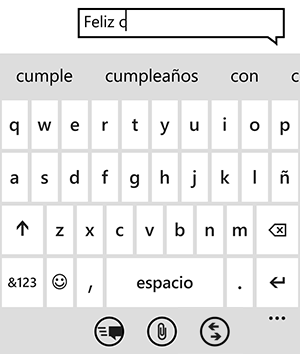 Feliz c
cumple cumpleaños con c
q w e r t y u i o p
a s d f g h j k l ñ
z x c v b n m
&123 , espacio .